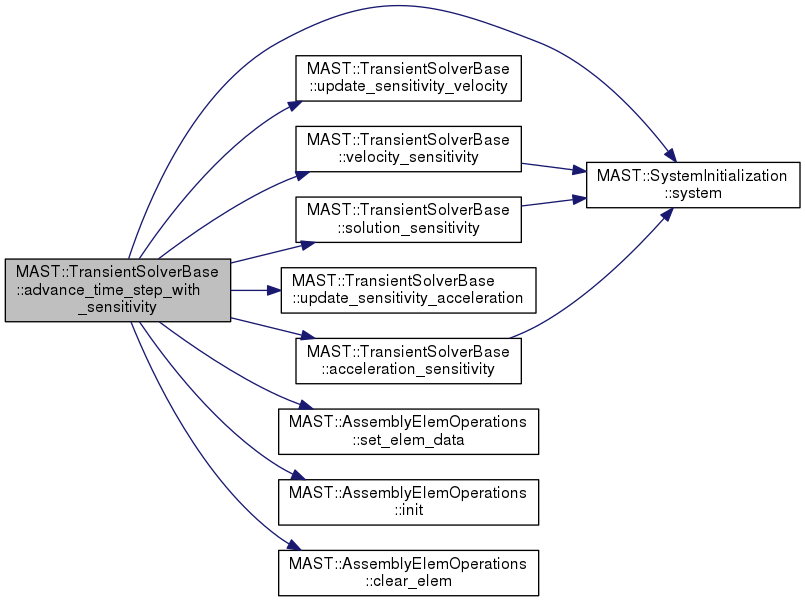 MAST::TransientSolverBase
::advance_time_step_with
_sensitivity
MAST::TransientSolverBase
::update_sensitivity_velocity
MAST::TransientSolverBase
::velocity_sensitivity
MAST::TransientSolverBase
::solution_sensitivity
MAST::TransientSolverBase
::update_sensitivity_acceleration
MAST::TransientSolverBase
::acceleration_sensitivity
MAST::AssemblyElemOperations
::set_elem_data
MAST::AssemblyElemOperations
::init
MAST::AssemblyElemOperations
::clear_elem
MAST::SystemInitialization
::system